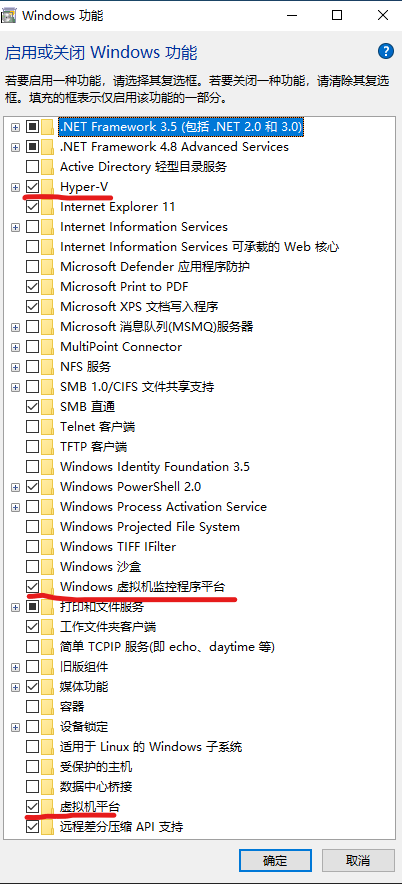 Windows 功能
启用或关闭 Windows 功能
?
若要启用一种功能，请选择其复选框。若要关闭一种功能，请清除其复选
框。填充的框表示仅启用该功能的一部分。
.NET Framework 3.5 (包括 .NET 2.0 和 3.0)
.NET Framework 4.8 Advanced Services
Active Directory 轻型目录服务
Hyper-V
Internet Explorer 11
Internet Information Services
Internet Information Services 可承载的 Web 核心
Microsoft Defender 应用程序防护
Microsoft Print to PDF
Microsoft XPS 文档写入程序
Microsoft 消息队列(MSMQ)服务器
MultiPoint Connector
NFS 服务
SMB 1.0/CIFS 文件共享支持
SMB 直通
Telnet 客户端
TFTP 客户端
Windows Identity Foundation 3.5
Windows PowerShell 2.0
Windows Process Activation Service
Windows Projected File System
Windows TIFF IFilter
Windows 沙盒
Windows 虚拟机监控程序平台
打印和文件服务
工作文件夹客户端
简单 TCPIP 服务(即 echo、daytime 等)
旧版组件
媒体功能
容器
设备锁定
适用于 Linux 的 Windows 子系统
受保护的主机
数据中心桥接
虚拟机平台
远程差分压缩 API 支持
确定
取消